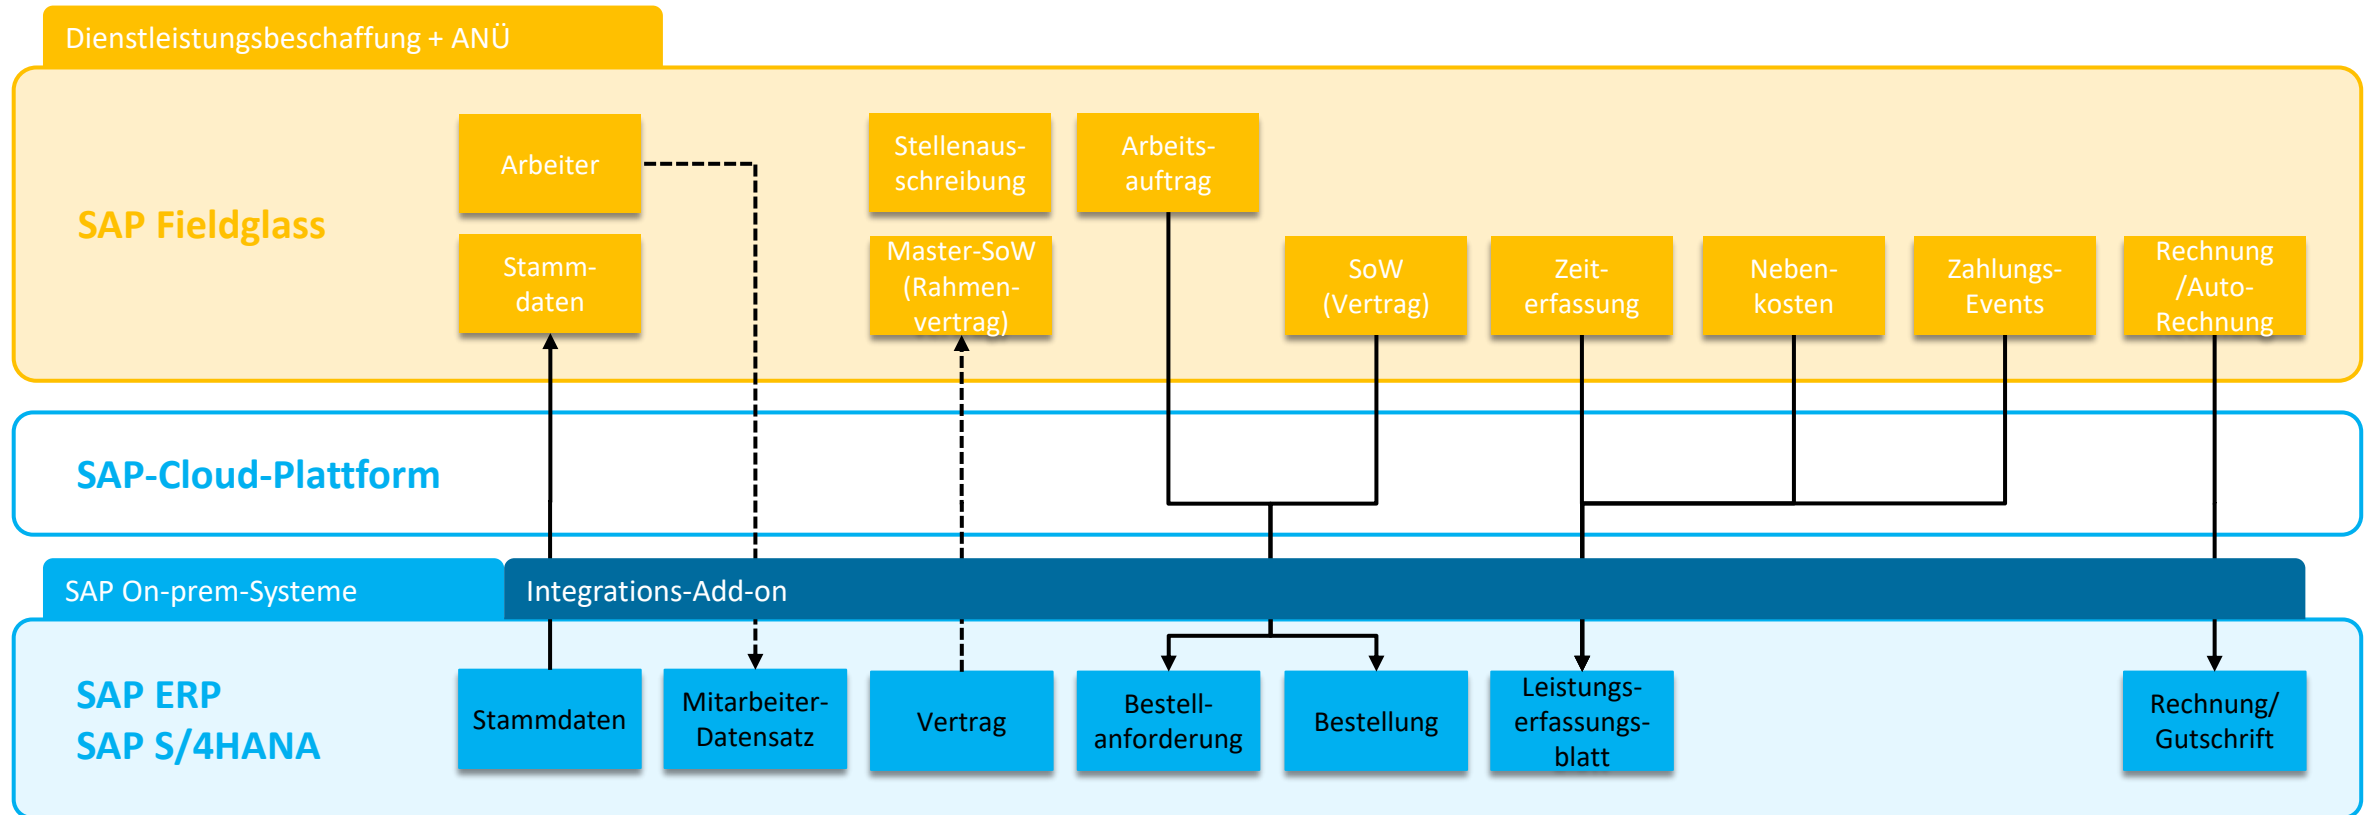 Dienstleistungsbeschaffung + ANÜ
SAP Fieldglass
Arbeiter
Stellenaus-
schreibung
Arbeits-
auftrag
Stamm-
daten
Master-SoW
(Rahmen-
vertrag)
SoW
(Vertrag)
Zeit-
erfassung
Neben-
kosten
Zahlungs-
Events
Rechnung
/Auto-
Rechnung
SAP-Cloud-Plattform
SAP On-prem-Systeme
Integrations-Add-on
SAP ERP
SAP S/4HANA
Stammdaten
Mitarbeiter-
Datensatz
Vertrag
Bestell-
anforderung
Bestellung
Leistungs-
erfassungs-
blatt
Rechnung/
Gutschrift